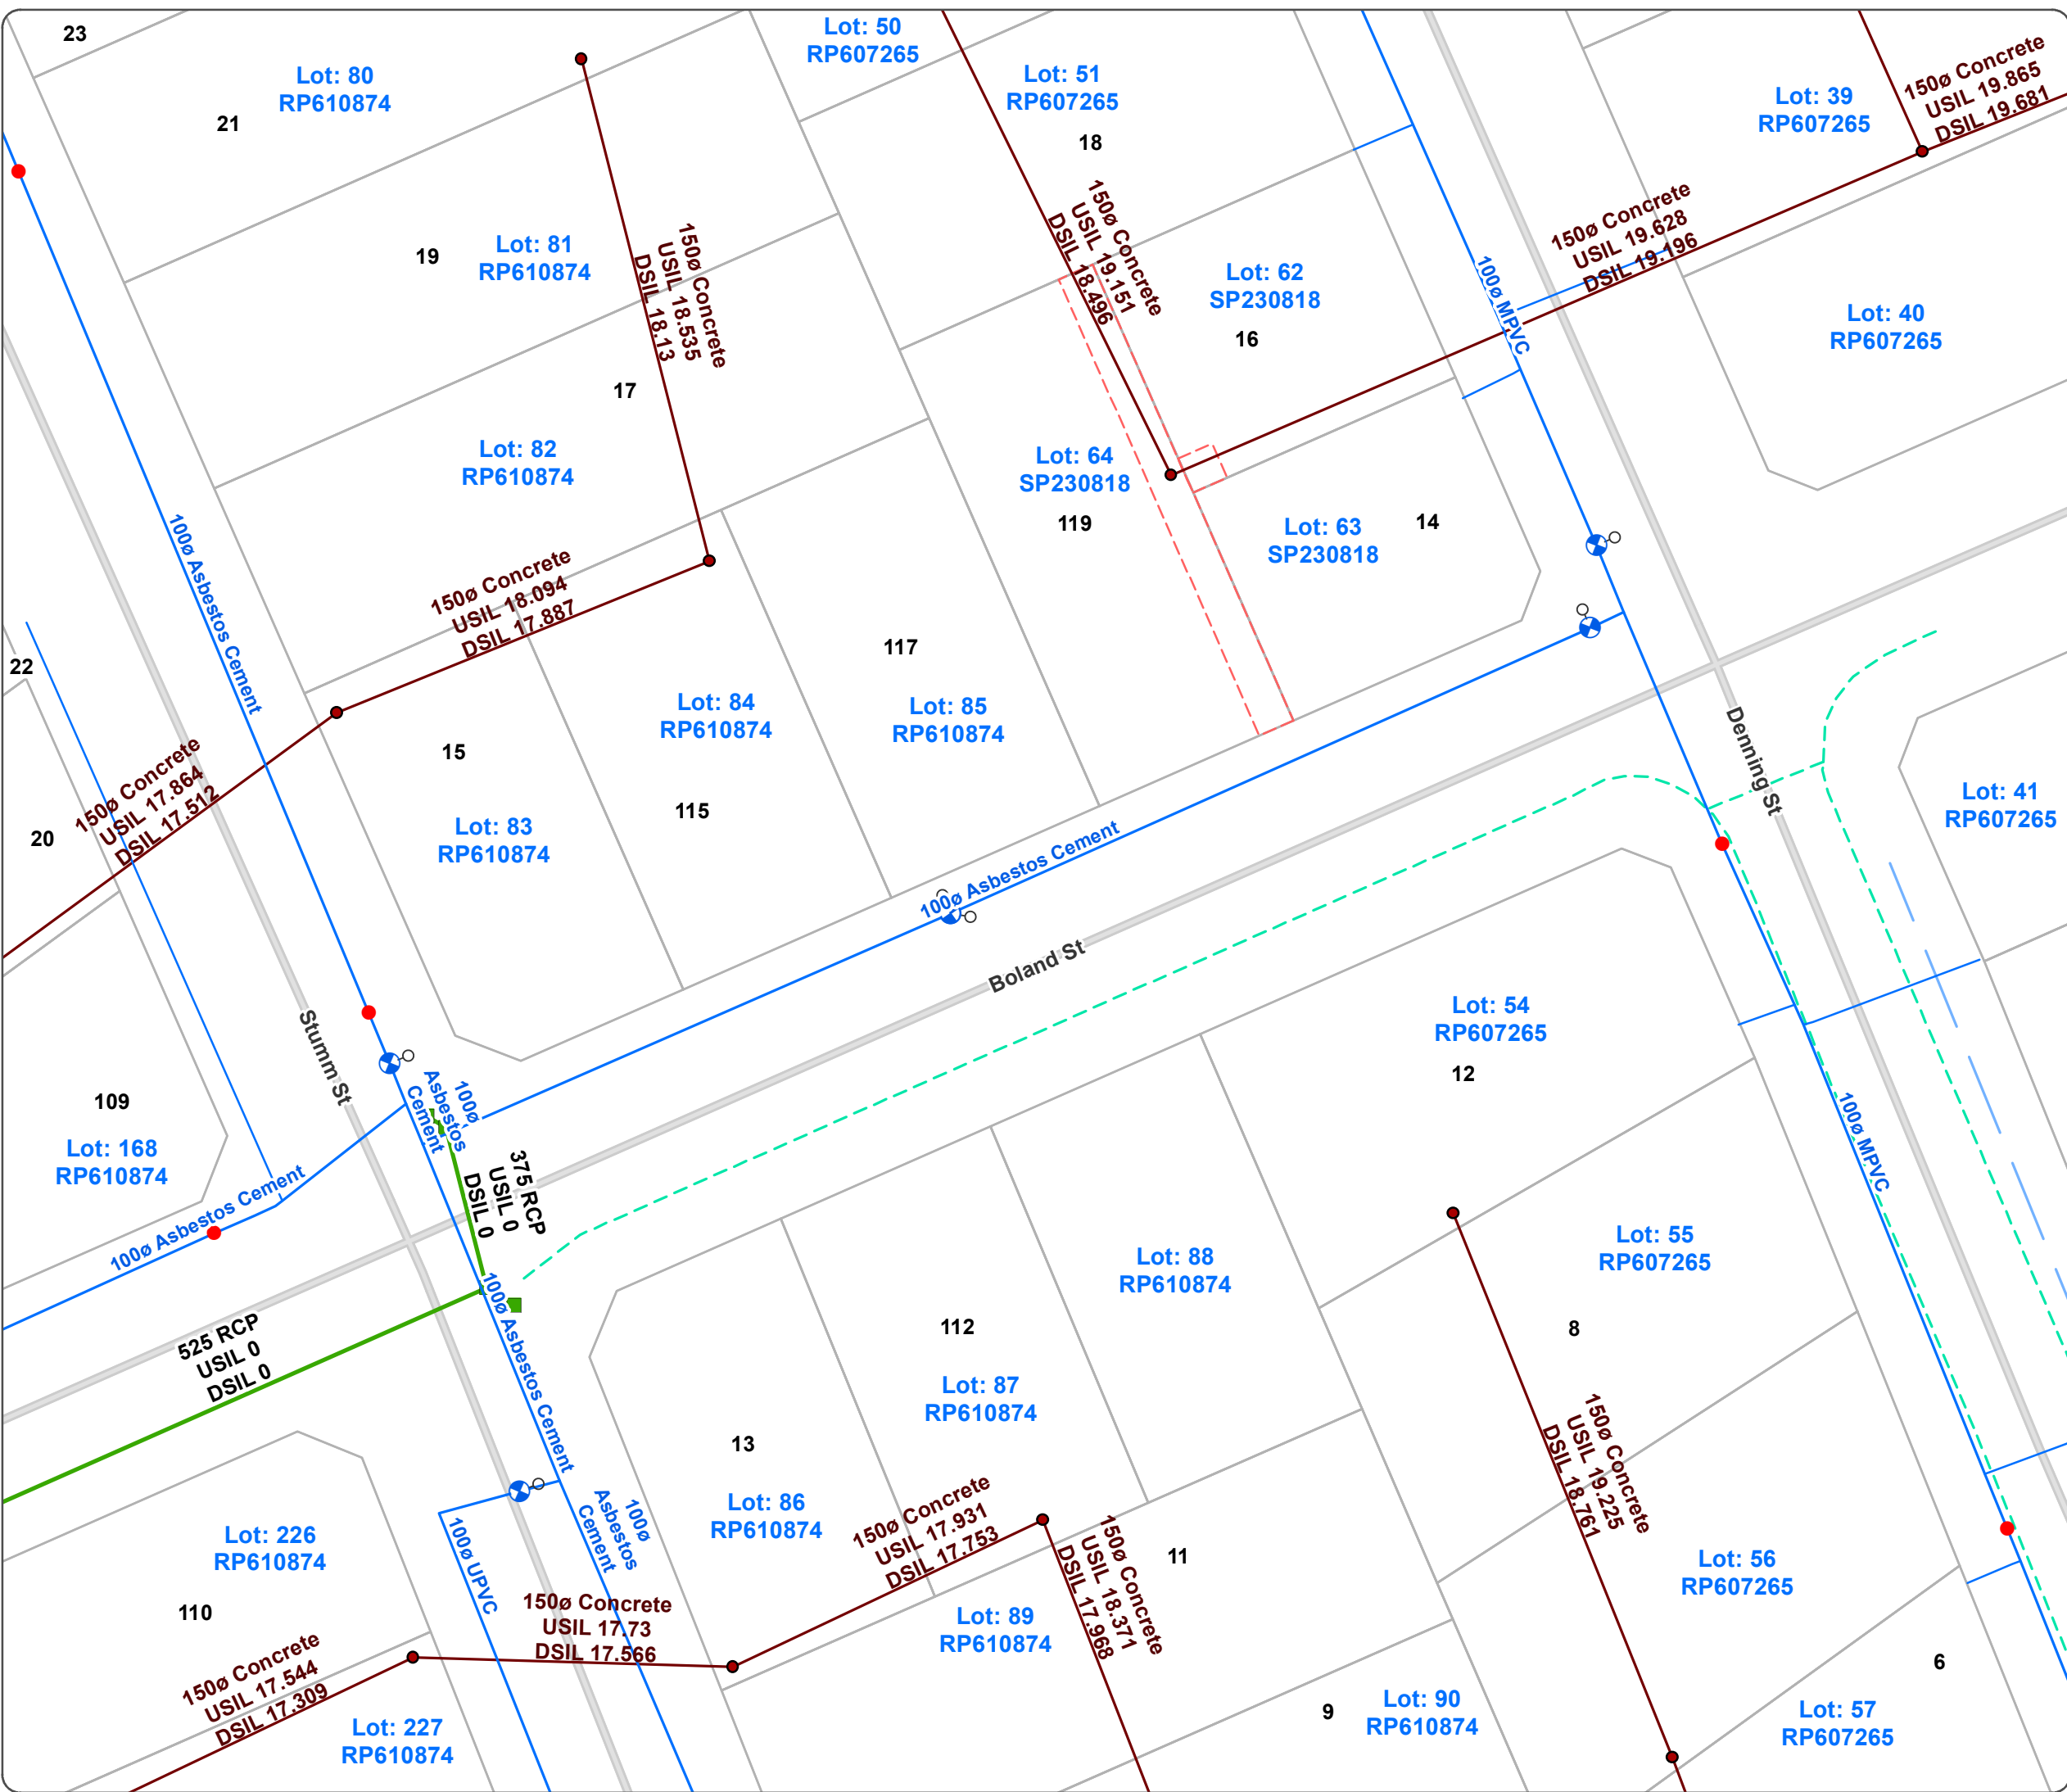 23
Lot: 80
RP610874
21
Lot: 50
RP607265
Lot: 51
RP607265
18
Lot: 39
RP607265
150ø Concrete
USIL 19.865
DSIL 19.681
19
Lot: 81
RP610874
150ø Concrete
USIL 18.535
DSIL 18.13
150ø Concrete
USIL 19.151
DSIL 18.496
Lot: 62
SP230818
16
100ø MPVC
150ø Concrete
USIL 19.628
DSIL 19.196
Lot: 40
RP607265
17
Lot: 82
RP610874
Lot: 64
SP230818
119
Lot: 63
SP230818
14
100ø Asbestos Cement
150ø Concrete
USIL 18.094
DSIL 17.887
22
117
Lot: 84
RP610874
Lot: 85
RP610874
15
115
Lot: 83
RP610874
150ø Concrete
USIL 17.864
DSIL 17.512
20
Denning St
Lot: 41
RP607265
100ø Asbestos Cement
Boland St
Stumm St
Lot: 54
RP607265
12
109
Lot: 168
RP610874
100ø
Asbestos
Cement
100ø MPVC
100ø Asbestos Cement
375 RCP
USIL 0
DSIL 0
Lot: 88
RP610874
Lot: 55
RP607265
8
525 RCP
USIL 0
DSIL 0
100ø Asbestos Cement
112
Lot: 87
RP610874
13
Lot: 86
RP610874
150ø Concrete
USIL 19.225
DSIL 18.761
Lot: 226
RP610874
110
100ø UPVC
100ø
Asbestos
Cement
150ø Concrete
USIL 17.931
DSIL 17.753
150ø Concrete
USIL 18.371
DSIL 17.968
11
Lot: 56
RP607265
150ø Concrete
USIL 17.73
DSIL 17.566
Lot: 89
RP610874
150ø Concrete
USIL 17.544
DSIL 17.309
Lot: 227
RP610874
9
Lot: 90
RP610874
6
Lot: 57
RP607265